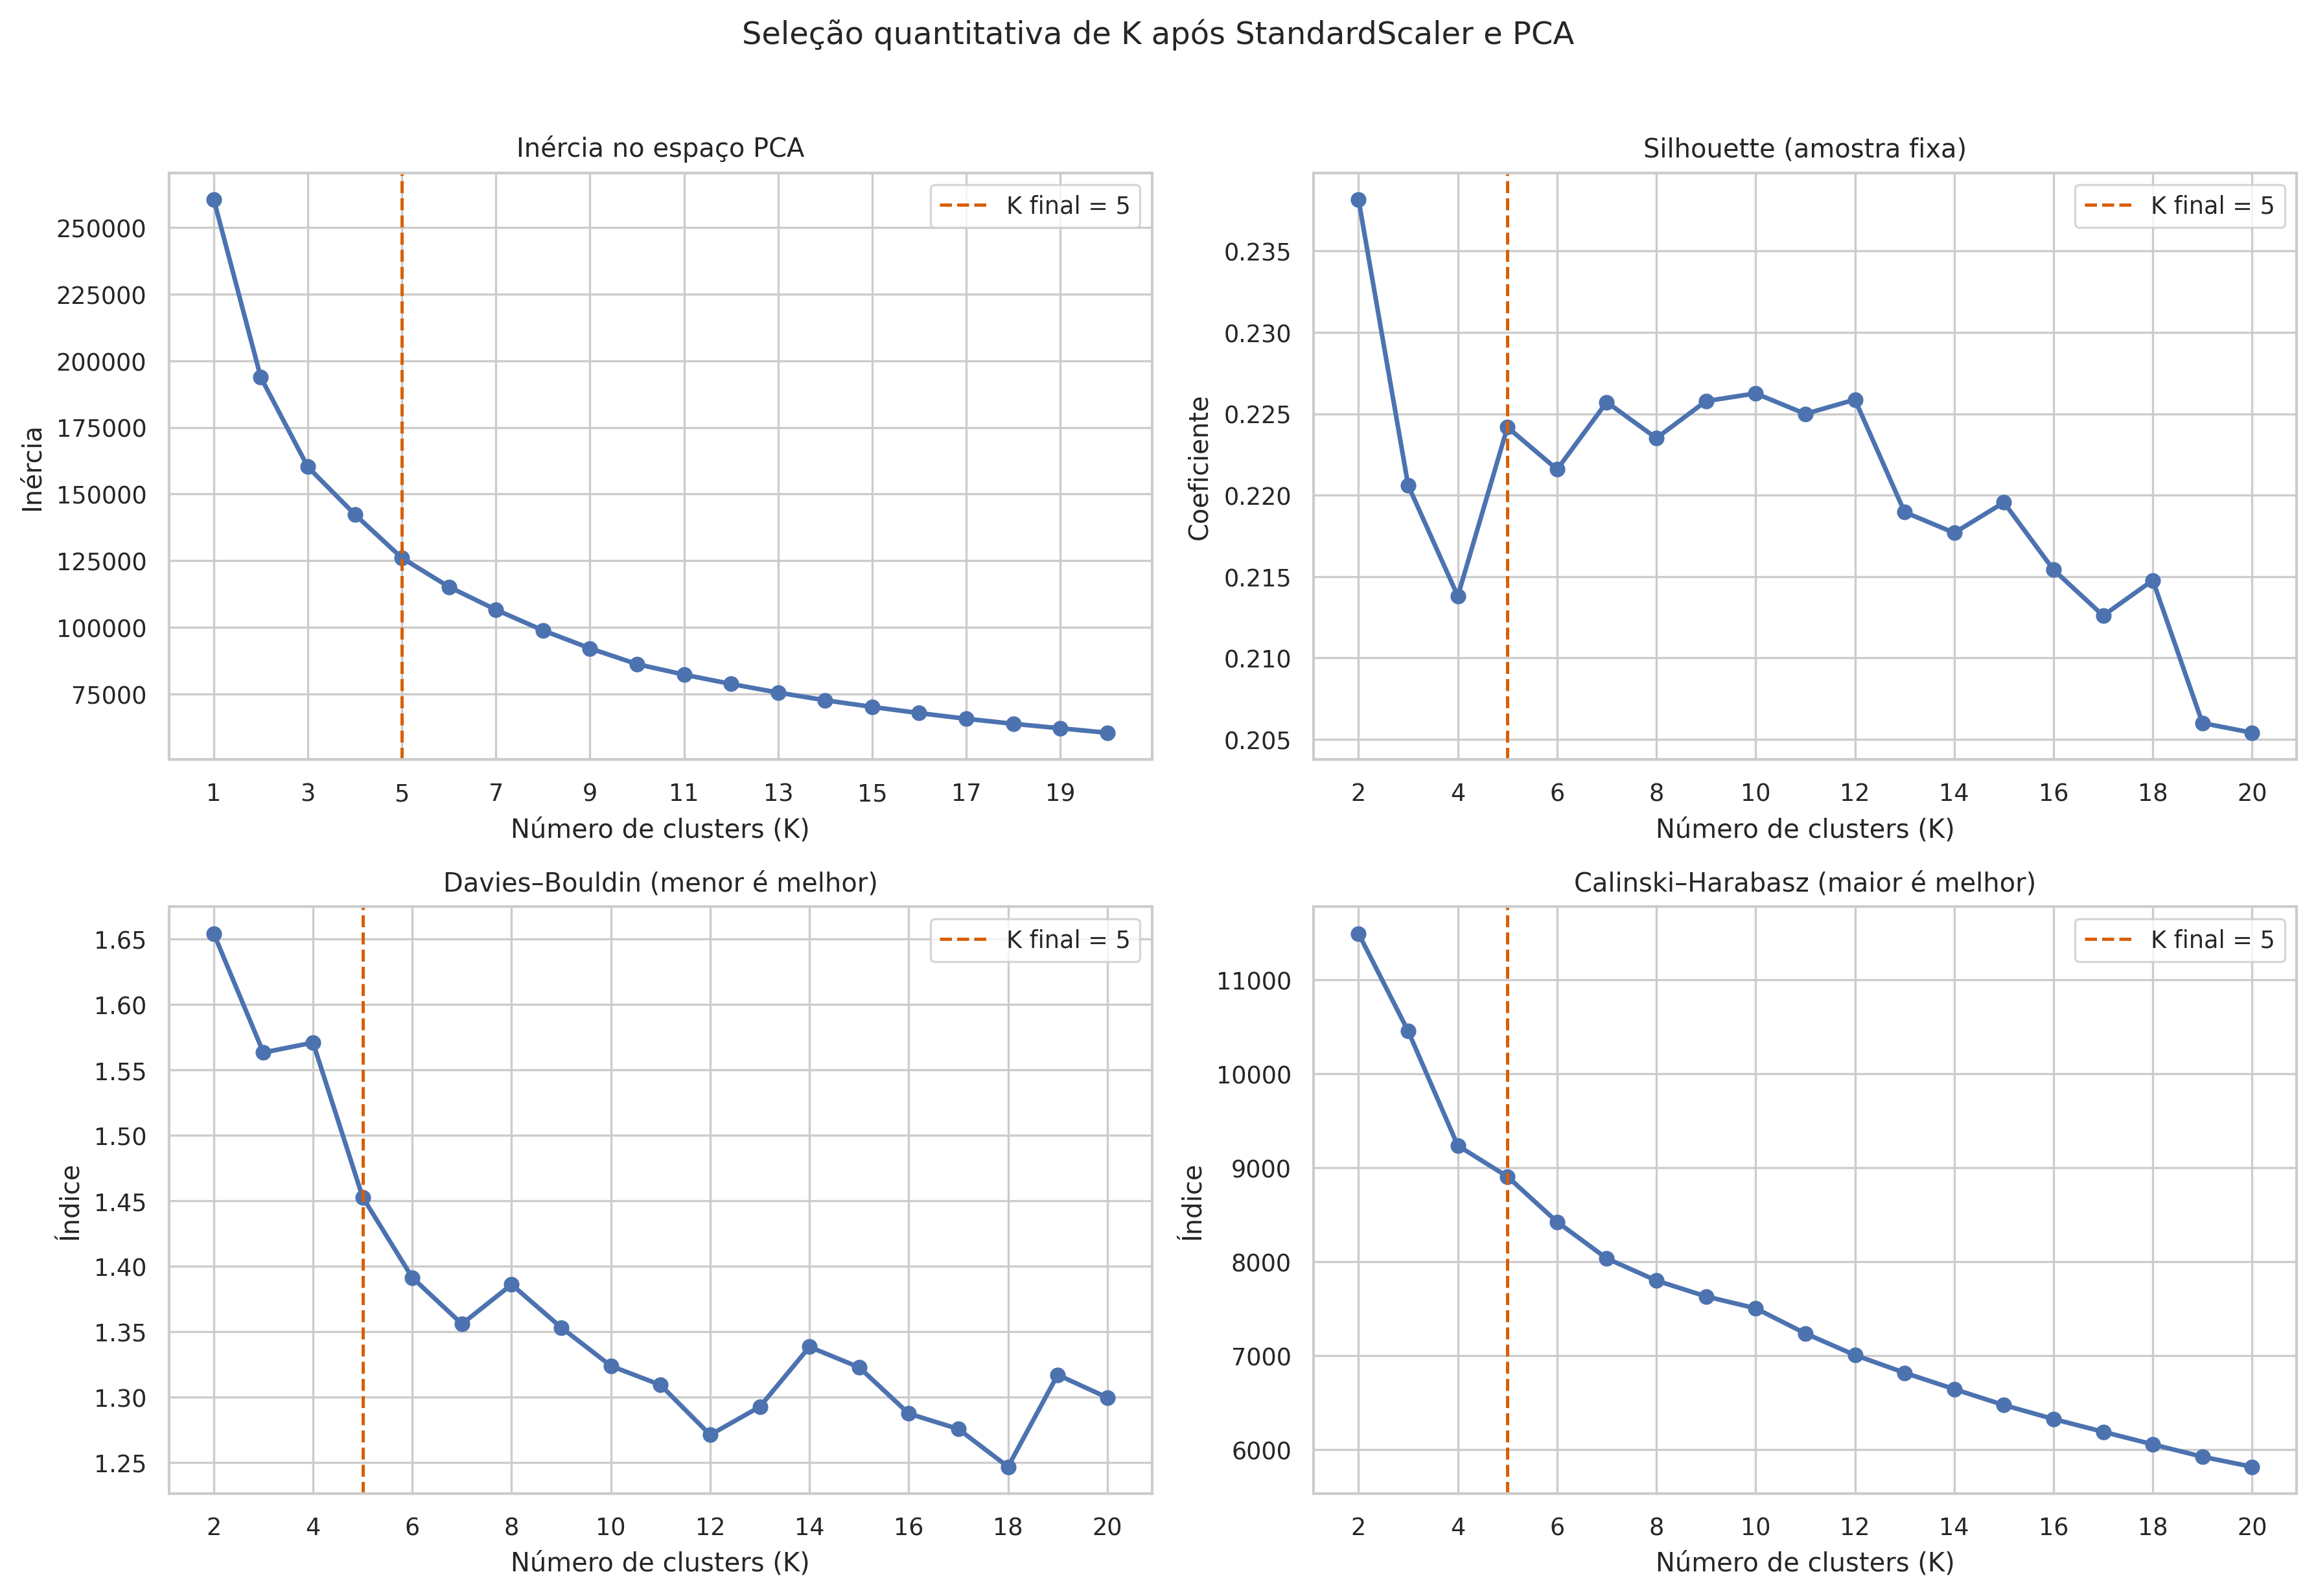 Seleção quantitativa de K após StandardScaler e PCA
Inércia no espaço PCA
K final = 5
Inércia
250000
225000
200000
175000
150000
125000
100000
75000
1 3 5 7 9 11 13 15 17 19
Número de clusters (K)
Silhouette (amostra fixa)
K final = 5
Coeficiente
0.235
0.230
0.225
0.220
0.215
0.210
0.205
2 4 6 8 10 12 14 16 18 20
Número de clusters (K)
Davies–Bouldin (menor é melhor)
K final = 5
Índice
1.65
1.60
1.55
1.50
1.45
1.40
1.35
1.30
1.25
2 4 6 8 10 12 14 16 18 20
Número de clusters (K)
Calinski–Harabasz (maior é melhor)
K final = 5
Índice
11000
10000
9000
8000
7000
6000
2 4 6 8 10 12 14 16 18 20
Número de clusters (K)